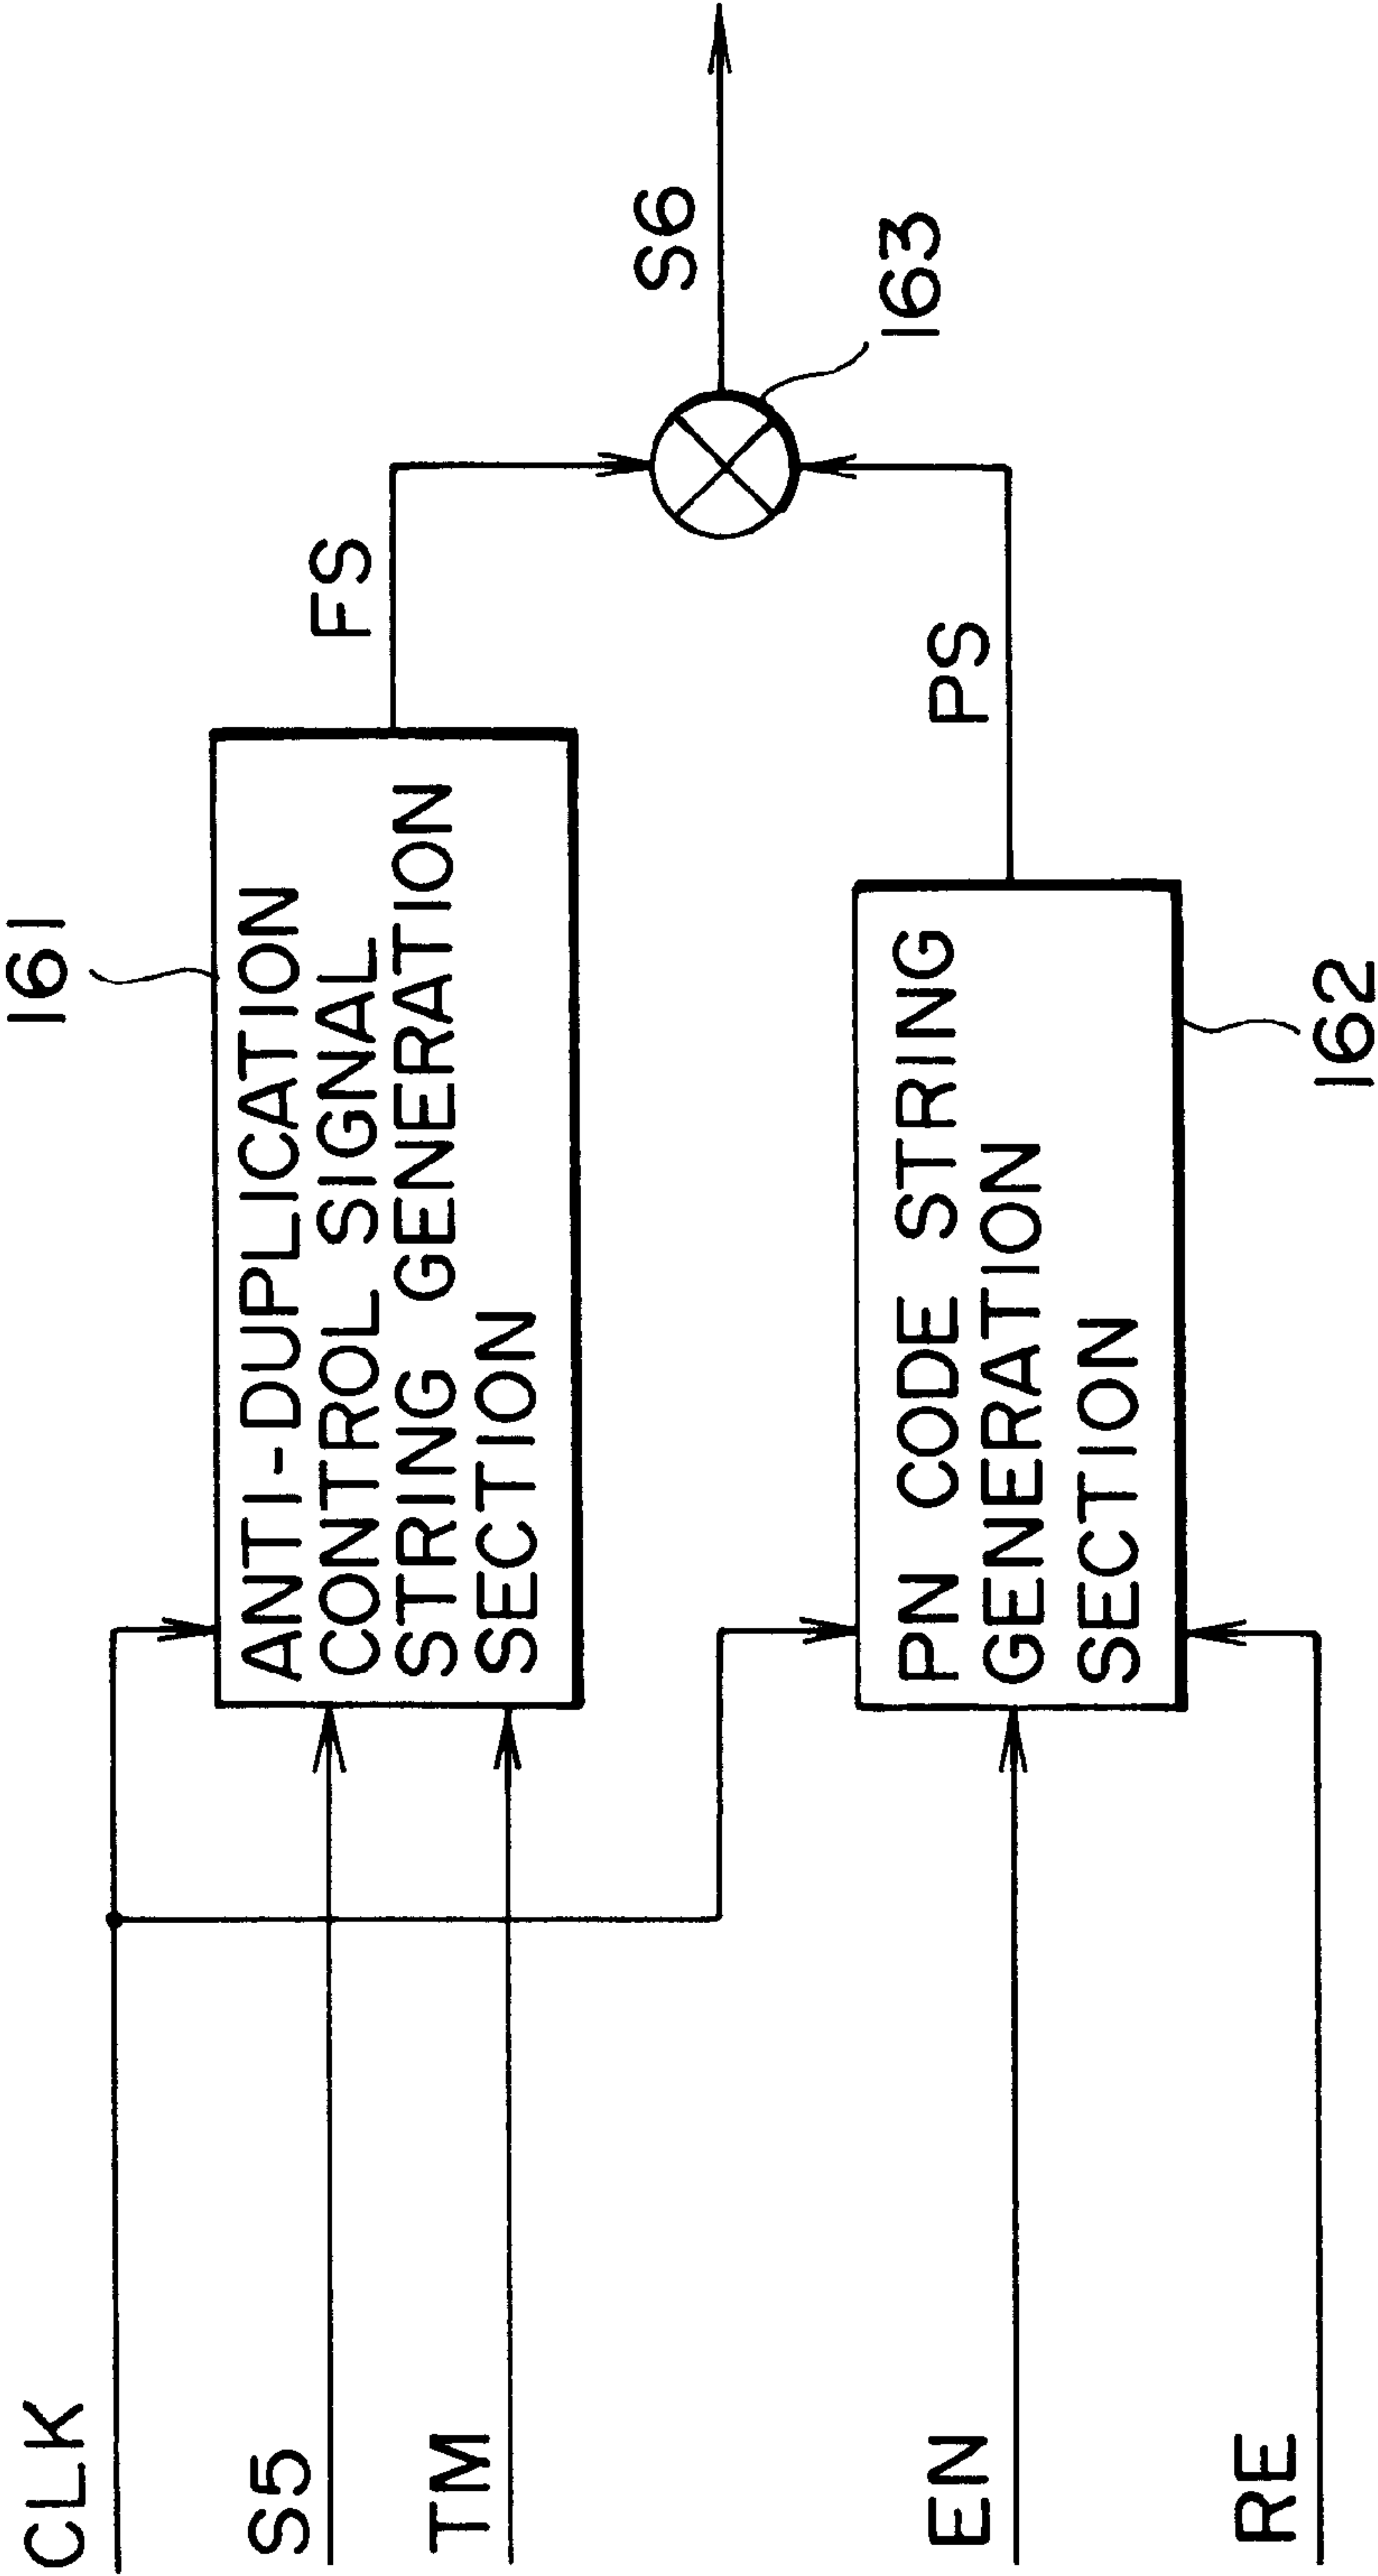 CLK
S5
TM
EN
RE
161
ANTI-DUPLICATION
CONTROL SIGNAL
STRING GENERATION
SECTION
FS
PN CODE STRING
GENERATION
SECTION
162
PS
163
S6